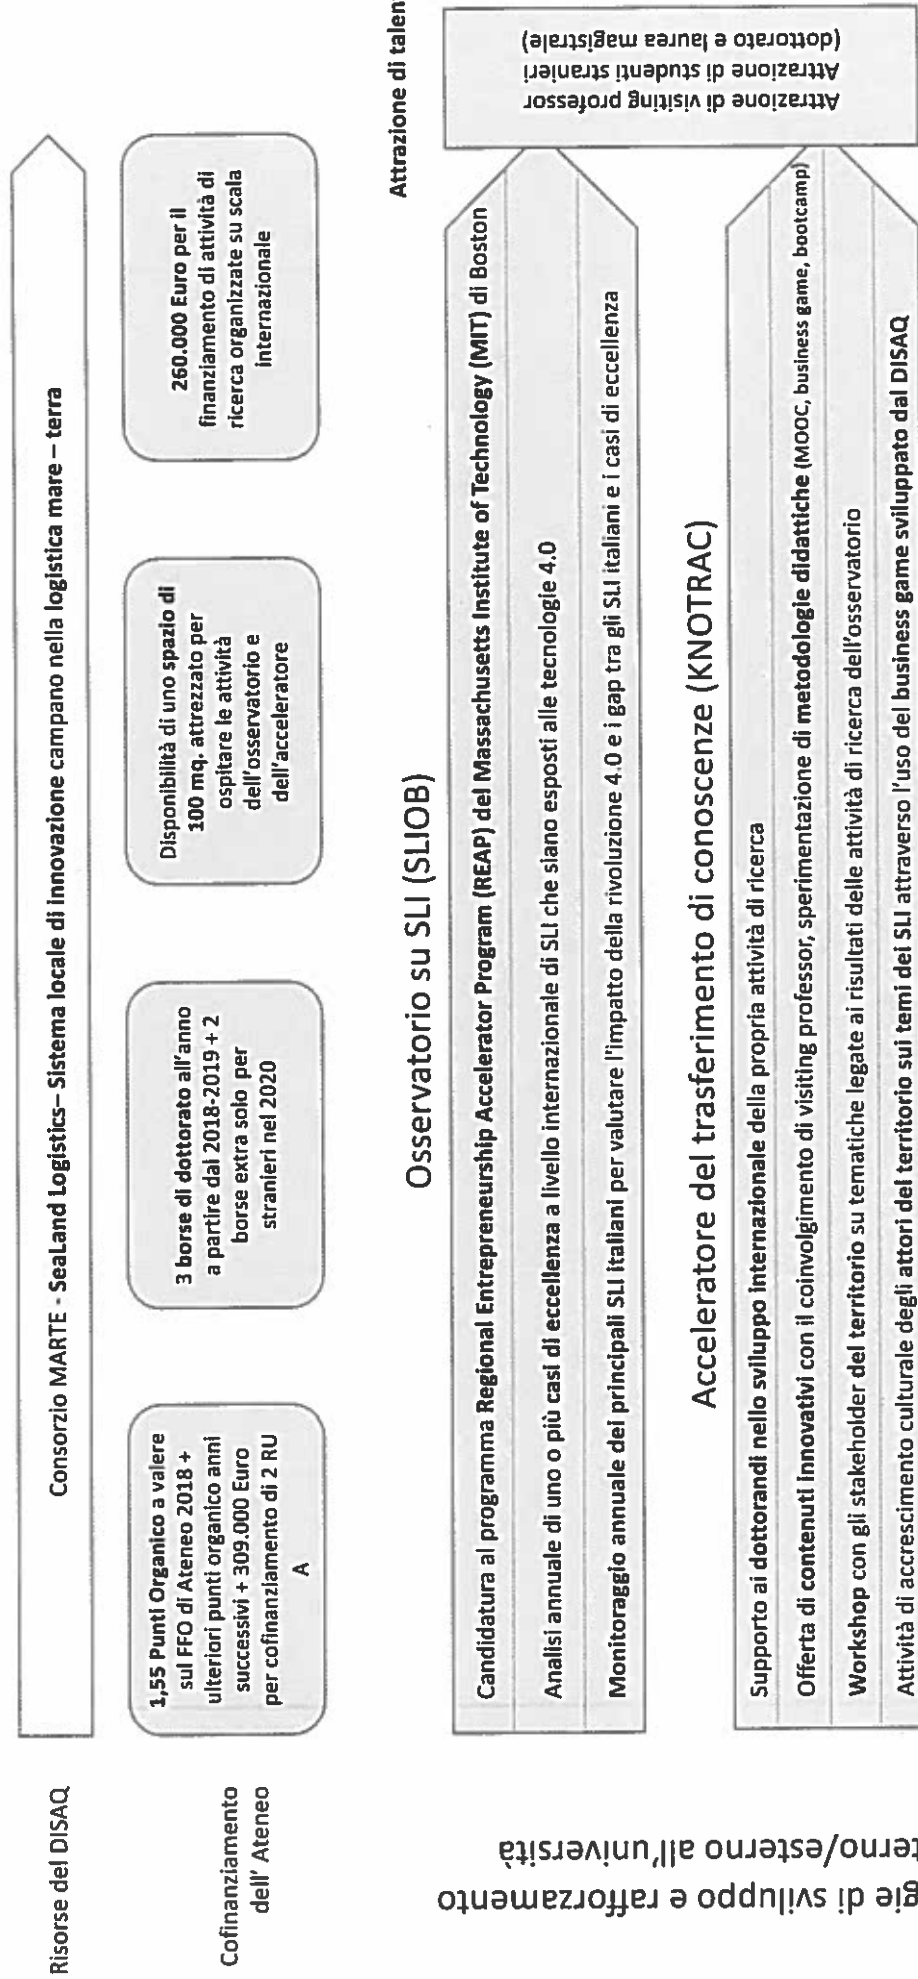 Risorse del DISAQ
Consorzio MARTE - SeaLand Logistics– Sistema locale di innovazione campano nella logistica mare – terra
Cofinanziamento
dell' Ateneo
1,55 Punti Organico a valere
sul FFO di Ateneo 2018 +
ulteriori punti organico anni
successivi + 309.000 Euro
per cofinanziamento di 2 RU
A
3 borse di dottorato all'anno
a partire dal 2018-2019 + 2
borse extra solo per
stranieri nel 2020
Disponibilità di uno spazio di
100 mq. attrezzato per
ospitare le attività
dell'osservatorio e
dell'acceleratore
260.000 Euro per il
finanziamento di attività di
ricerca organizzate su scala
internazionale
Attrazione di talen
Osservatorio su SLI (SLIOB)
Candidatura al programma Regional Entrepreneurship Accelerator Program (REAP) del Massachusetts Institute of Technology (MIT) di Boston
Analisi annuale di uno o più casi di eccellenza a livello internazionale di SLI che siano esposti alle tecnologie 4.0
Monitoraggio annuale dei principali SLI italiani per valutare l'impatto della rivoluzione 4.0 e i gap tra gli SLI italiani e i casi di eccellenza
Acceleratore del trasferimento di conoscenze (KNOTRAC)
Supporto ai dottorandi nello sviluppo internazionale della propria attività di ricerca
Offerta di contenuti innovativi con il coinvolgimento di visiting professor, sperimentazione di metodologie didattiche (MOOC, business game, bootcamp)
Workshop con gli stakeholder del territorio su tematiche legate ai risultati delle attività di ricerca dell'osservatorio
Attività di accrescimento culturale degli attori del territorio sui temi dei SLI attraverso l'uso del business game sviluppato dal DISAQ
Attrazione di visiting professor
Attrazione di studenti stranieri
(dottorato e laurea magistrale)
gie di sviluppo e rafforzamento
terno/esterno all'università